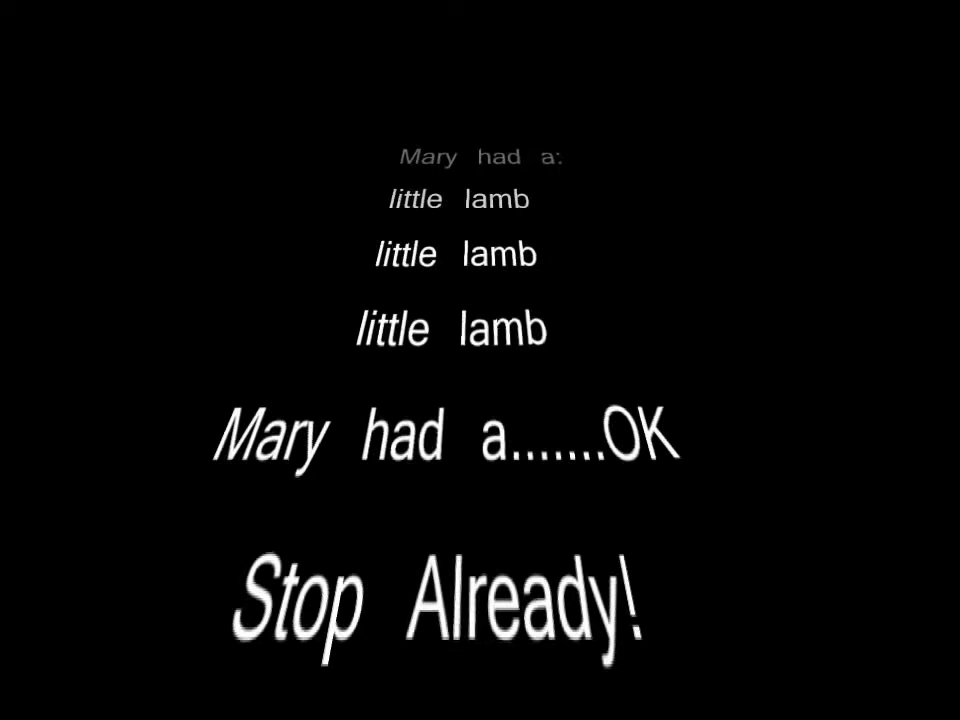 Mary had a:
little lamb
little lamb
little lamb
Mary had a.......OK
Stop Already!